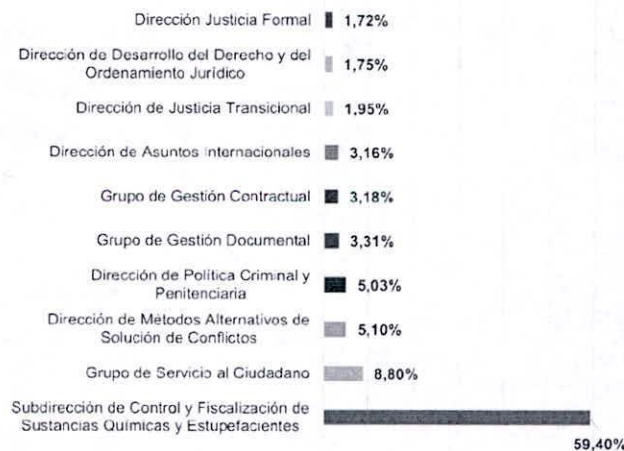 Dirección Justicia Formal 1,72%
Dirección de Desarrollo del Derecho y del
Ordenamiento Jurídico 1,75%
Dirección de Justicia Transicional 1,95%
Dirección de Asuntos Internacionales 3,16%
Grupo de Gestión Contractual 3,18%
Grupo de Gestión Documental 3,31%
Dirección de Política Criminal y
Penitenciaria 5,03%
Dirección de Métodos Alternativos de
Solución de Conflictos 5,10%
Grupo de Servicio al Ciudadano 8,80%
Subdirección de Control y Fiscalización de
Sustancias Químicas y Estupefacientes
59,40%